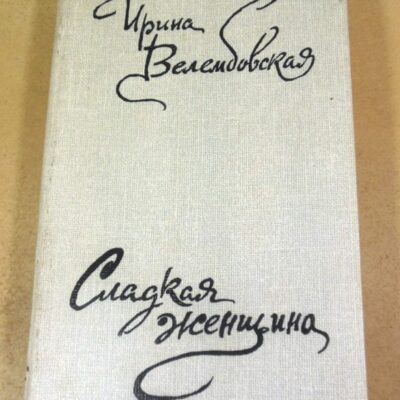 Ирина
Велембовская
Сладкая
женщина